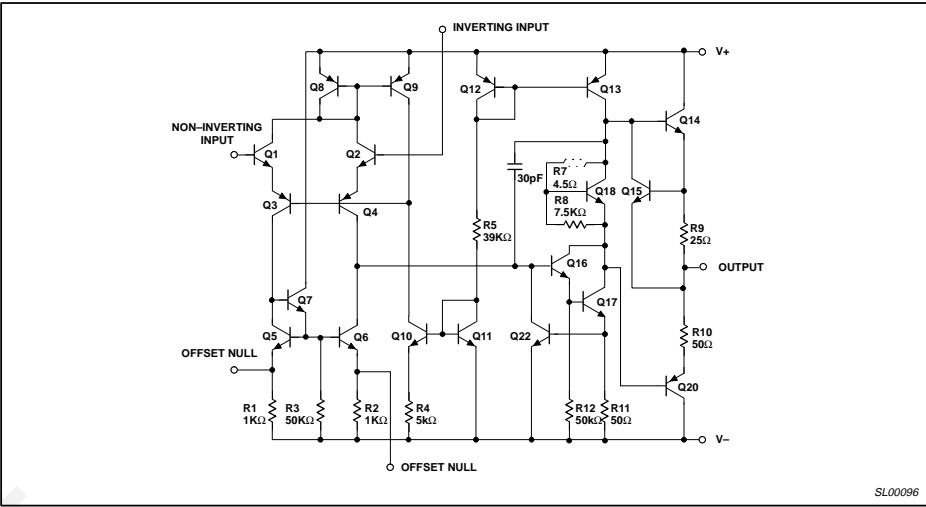 INVERTING INPUT
V+
Q8
Q9
Q12
Q13
Q14
NON–INVERTING
INPUT
Q1
Q2
30pF
R7
4.5Ω
Q18
Q15
Q3
Q4
R8
7.5KΩ
R5
39KΩ
R9
25Ω
Q16
OUTPUT
Q7
Q17
Q5
Q6
Q10
Q11
Q22
R10
50Ω
OFFSET NULL
Q20
R1
1KΩ
R3
50KΩ
R2
1KΩ
R4
5kΩ
R12
50kΩ
R11
50Ω
V–
OFFSET NULL
SL00096